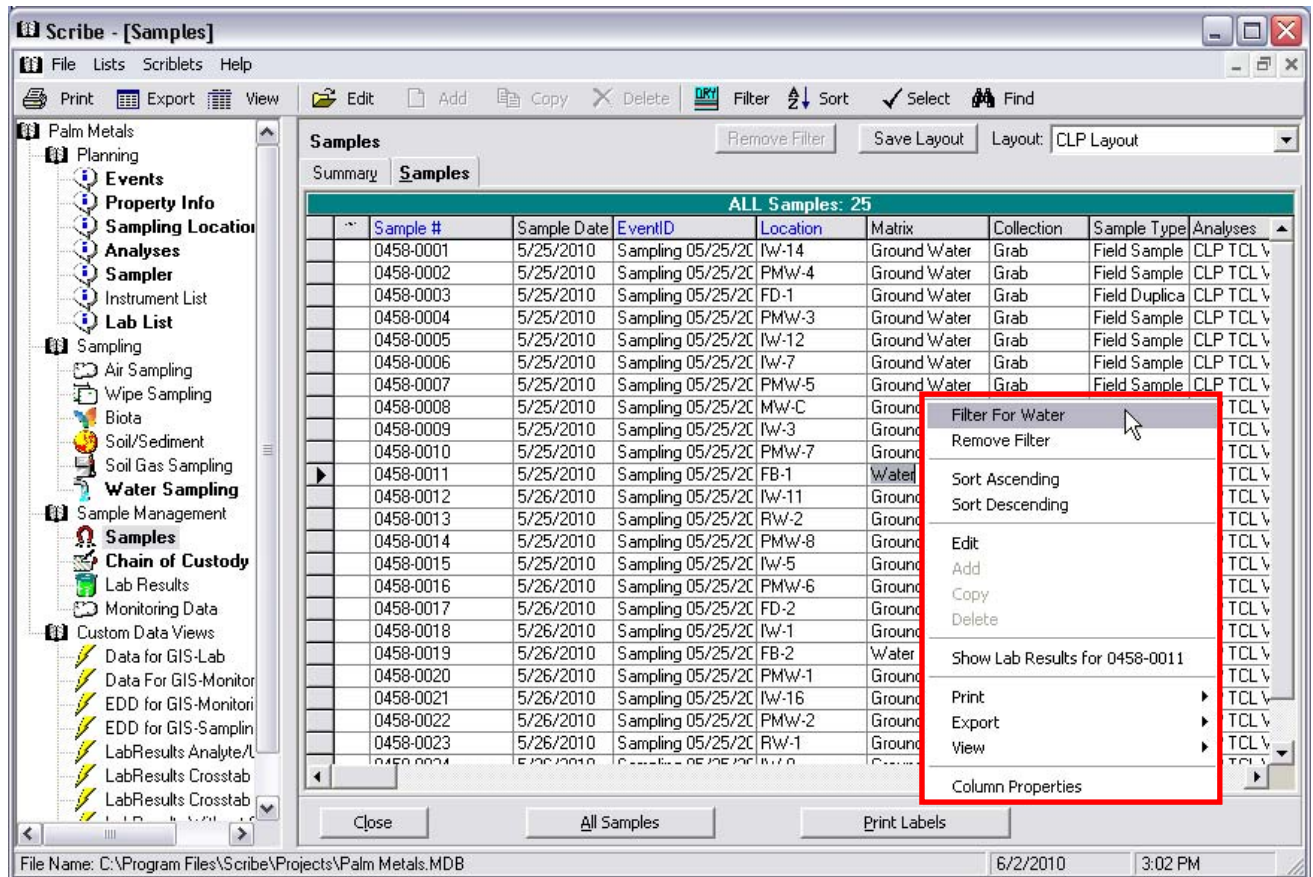 Scribe - [Samples]
File Lists Scriblets Help
Print Export View Edit Add Copy Delete QRY Filter Sort Select Find
Palm Metals
Planning
Events
Property Info
Sampling Locatio
Analyses
Sampler
Instrument List
Lab List
Sampling
Air Sampling
Wipe Sampling
Biota
Soil/Sediment
Soil Gas Sampling
Water Sampling
Sample Management
Samples
Chain of Custody
Lab Results
Monitoring Data
Custom Data Views
Data for GIS-Lab
Data For GIS-Monitor
EDD for GIS-Monitori
EDD for GIS-Samplin
LabResults Analyte/L
LabResults Crosstab
LabResults Crosstab
Samples Remove Filter Save Layout Layout: CLP Layout
Summary Samples
ALL Samples: 25
Sample # Sample Date EventID Location Matrix Collection Sample Type Analyses
0458-0001 5/25/2010 Sampling 05/25/20 IW-14 Ground Water Grab Field Sample CLP TCL V
0458-0002 5/25/2010 Sampling 05/25/20 PMW-4 Ground Water Grab Field Sample CLP TCL V
0458-0003 5/25/2010 Sampling 05/25/20 FD-1 Ground Water Grab Field Duplica CLP TCL V
0458-0004 5/25/2010 Sampling 05/25/20 PMW-3 Ground Water Grab Field Sample CLP TCL V
0458-0005 5/25/2010 Sampling 05/25/20 IW-12 Ground Water Grab Field Sample CLP TCL V
0458-0006 5/25/2010 Sampling 05/25/20 IW-7 Ground Water Grab Field Sample CLP TCL V
0458-0007 5/25/2010 Sampling 05/25/20 PMW-5 Ground Water Grab Field Sample CLP TCL V
0458-0008 5/25/2010 Sampling 05/25/20 MW-C Ground TCL V
0458-0009 5/25/2010 Sampling 05/25/20 IW-3 Ground TCL V
0458-0010 5/25/2010 Sampling 05/25/20 PMW-7 Ground TCL V
0458-0011 5/25/2010 Sampling 05/25/20 FB-1 Water TCL V
0458-0012 5/26/2010 Sampling 05/25/20 IW-11 Ground TCL V
0458-0013 5/25/2010 Sampling 05/25/20 RW-2 Ground TCL V
0458-0014 5/25/2010 Sampling 05/25/20 PMW-8 Ground TCL V
0458-0015 5/25/2010 Sampling 05/25/20 IW-5 Ground TCL V
0458-0016 5/26/2010 Sampling 05/25/20 PMW-6 Ground TCL V
0458-0017 5/26/2010 Sampling 05/25/20 FD-2 Ground TCL V
0458-0018 5/26/2010 Sampling 05/25/20 IW-1 Ground TCL V
0458-0019 5/26/2010 Sampling 05/25/20 FB-2 Water TCL V
0458-0020 5/26/2010 Sampling 05/25/20 PMW-1 Ground TCL V
0458-0021 5/26/2010 Sampling 05/25/20 IW-16 Ground TCL V
0458-0022 5/26/2010 Sampling 05/25/20 PMW-2 Ground TCL V
0458-0023 5/26/2010 Sampling 05/25/20 RW-1 Ground TCL V
Filter For Water
Remove Filter
Sort Ascending
Sort Descending
Edit
Add
Copy
Delete
Show Lab Results for 0458-0011
Print
Export
View
Column Properties
Close All Samples Print Labels
File Name: C:\Program Files\Scribe\Projects\Palm Metals.MDB 6/2/2010 3:02 PM